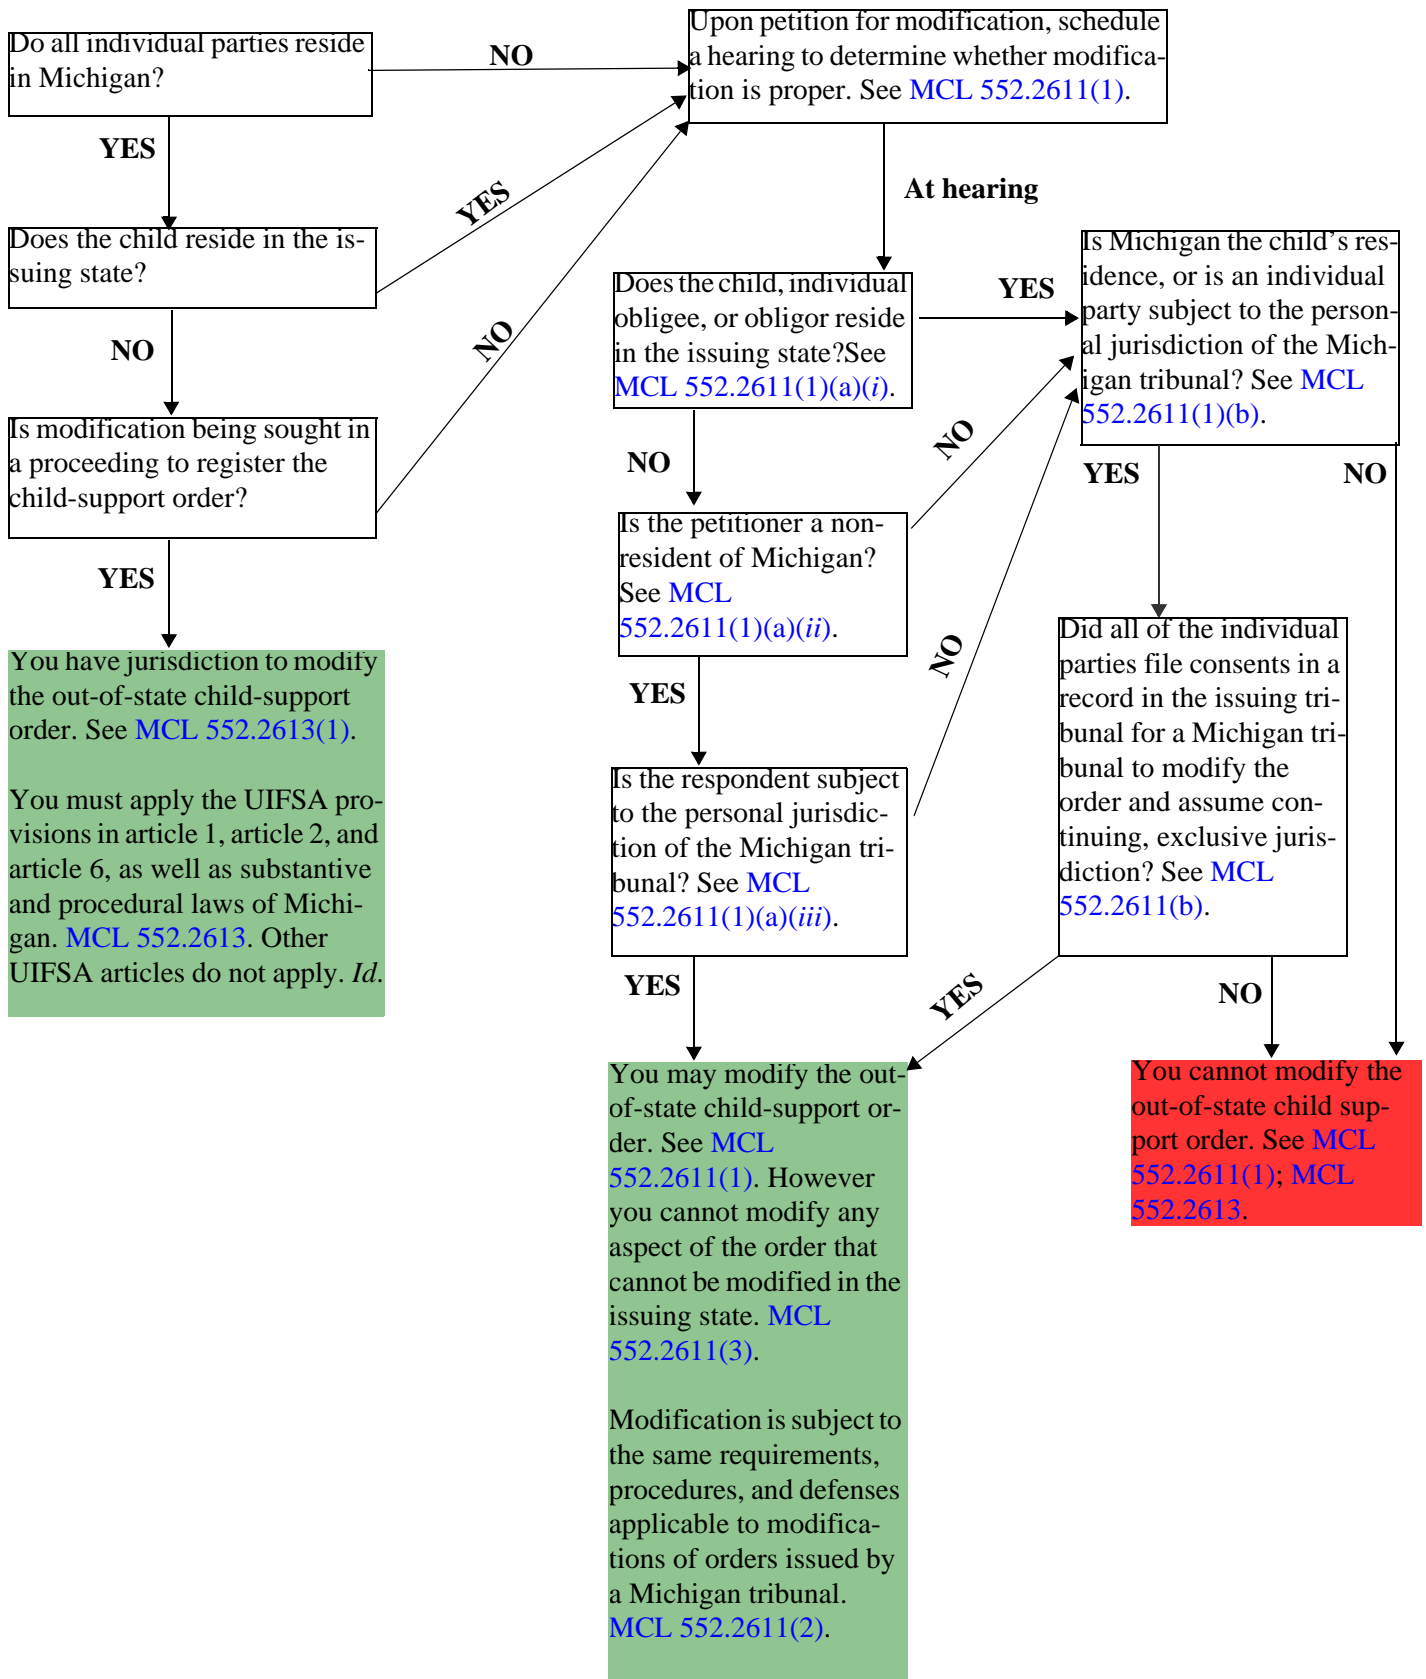 Do all individual parties reside
in Michigan?
NO
Upon petition for modification, schedule
a hearing to determine whether modifica-
tion is proper. See MCL 552.2611(1).
YES
YES
At hearing
Does the child reside in the is-
suing state?
NO
NO
Does the child, individual
obligee, or obligor reside
in the issuing state?See
MCL 552.2611(1)(a)(i).
YES
Is Michigan the child’s res-
idence, or is an individual
party subject to the person-
al jurisdiction of the Mich-
igan tribunal? See MCL
552.2611(1)(b).
Is modification being sought in
a proceeding to register the
child-support order?
NO
NO
YES
NO
YES
Is the petitioner a non-
resident of Michigan?
See MCL
552.2611(1)(a)(ii).
YES
NO
You have jurisdiction to modify
the out-of-state child-support
order. See MCL 552.2613(1).
You must apply the UIFSA pro-
visions in article 1, article 2, and
article 6, as well as substantive
and procedural laws of Michi-
gan. MCL 552.2613. Other
UIFSA articles do not apply. Id.
Is the respondent subject
to the personal jurisdic-
tion of the Michigan tri-
bunal? See MCL
552.2611(1)(a)(iii).
Did all of the individual
parties file consents in a
record in the issuing tri-
bunal for a Michigan tri-
bunal to modify the
order and assume con-
tinuing, exclusive juris-
diction? See MCL
552.2611(b).
YES
YES
NO
You may modify the out-
of-state child-support or-
der. See MCL
552.2611(1). However
you cannot modify any
aspect of the order that
cannot be modified in the
issuing state. MCL
552.2611(3).
Modification is subject to
the same requirements,
procedures, and defenses
applicable to modifica-
tions of orders issued by
a Michigan tribunal.
MCL 552.2611(2).
You cannot modify the
out-of-state child sup-
port order. See MCL
552.2611(1); MCL
552.2613.